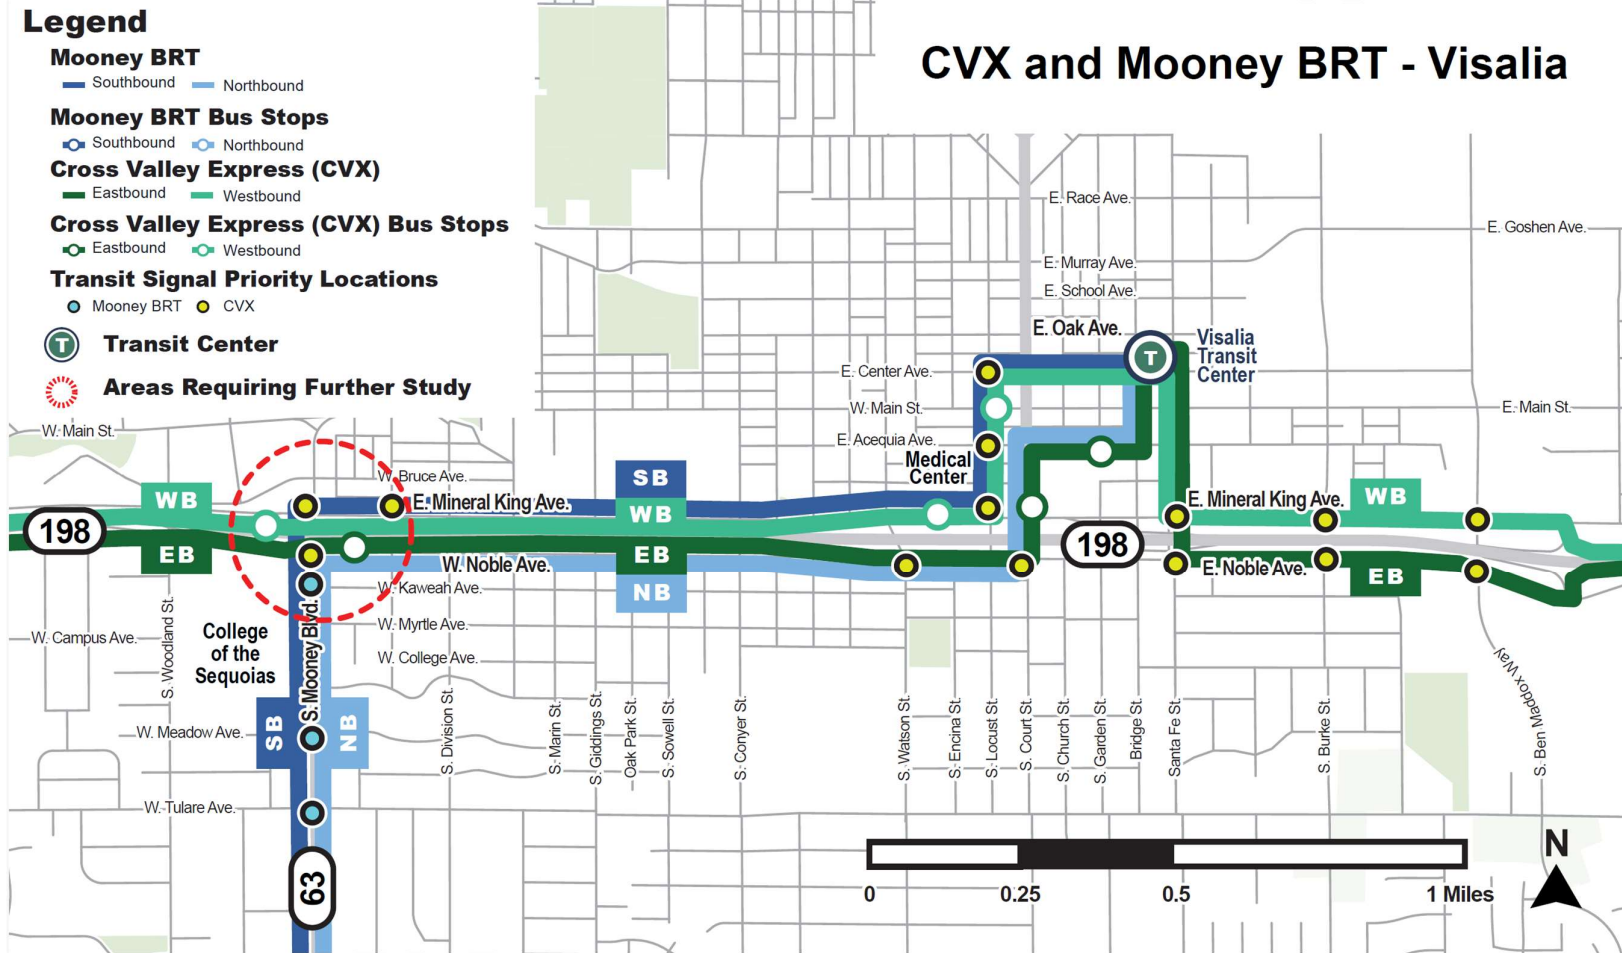 Legend
Mooney BRT
Southbound
Northbound
Mooney BRT Bus Stops
Southbound
Northbound
Cross Valley Express (CVX)
Eastbound
Westbound
Cross Valley Express (CVX) Bus Stops
Eastbound
Westbound
Transit Signal Priority Locations
Mooney BRT
CVX
T
Transit Center
Areas Requiring Further Study
CVX and Mooney BRT - Visalia
E. Race Ave.
E. Goshen Ave.
E. Murray Ave.
E. School Ave.
E. Oak Ave.
T
Visalia
Transit
Center
E. Center Ave.
W. Main St.
E. Main St.
E. Acequia Ave.
Medical
Center
W. Main St.
W. Bruce Ave.
SB
WB
E. Mineral King Ave.
WB
E. Mineral King Ave.
WB
198
EB
EB
W. Noble Ave.
198
E. Noble Ave.
EB
NB
W. Kaweah Ave.
W. Myrtle Ave.
W. College Ave.
W. Campus Ave.
S. Woodland St.
College
of the
Sequoias
S. Mooney Blvd.
SB
NB
W. Meadow Ave.
W. Tulare Ave.
63
S. Division St.
S. Marin St.
S. Giddings St.
Oak Park St.
S. Sowell St.
S. Conyer St.
S. Watson St.
S. Encina St.
S. Locust St.
S. Court St.
S. Church St.
S. Garden St.
Bridge St.
Santa Fe St.
S. Burke St.
S. Ben Maddox Way
0
0.25
0.5
1 Miles
N